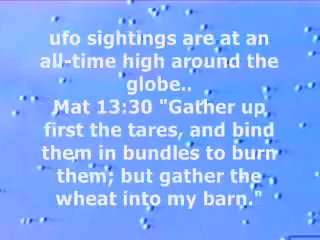 ufo sightings are at an
all-time high around the
globe..
Mat 13:30 "Gather up
first the tares, and bind
them in bundles to burn
them; but gather the
wheat into my barn."